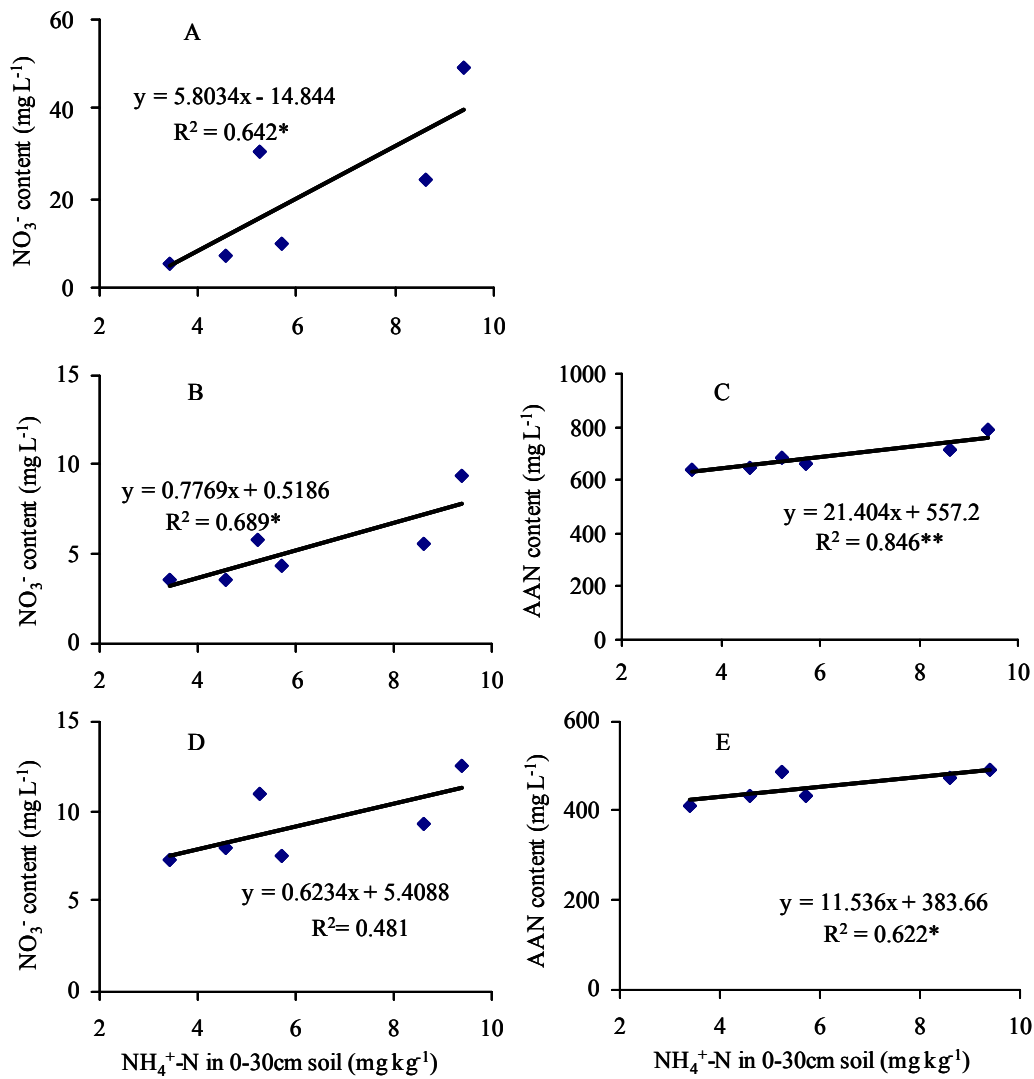 A
NO₃⁻ content (mg L⁻¹)
60
40
20
0
y = 5.8034x - 14.844
R² = 0.642*
2 4 6 8 10
B
NO₃⁻ content (mg L⁻¹)
15
10
5
0
y = 0.7769x + 0.5186
R² = 0.689*
2 4 6 8 10
C
AAN content (mg L⁻¹)
1000
800
600
400
200
0
y = 21.404x + 557.2
R² = 0.846**
2 4 6 8 10
D
NO₃⁻ content (mg L⁻¹)
15
10
5
0
y = 0.6234x + 5.4088
R²= 0.481
2 4 6 8 10
NH₄⁺-N in 0-30cm soil (mg kg⁻¹)
E
AAN content (mg L⁻¹)
600
400
200
0
y = 11.536x + 383.66
R² = 0.622*
2 4 6 8 10
NH₄⁺-N in 0-30cm soil (mg kg⁻¹)